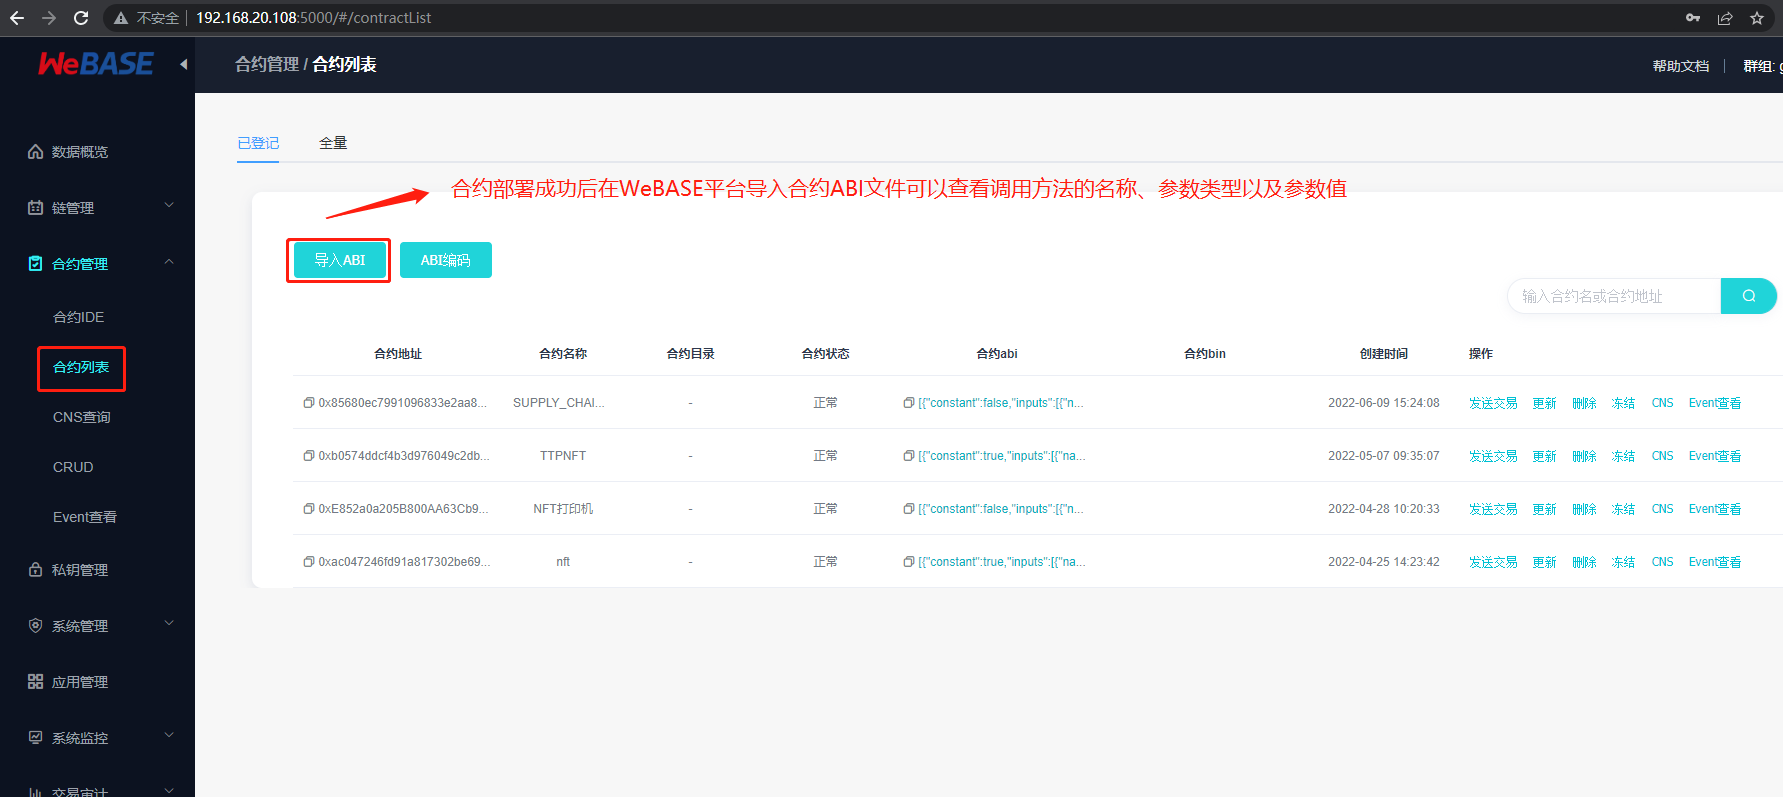 不安全 192.168.20.108:5000/#/contractList
WeBASE
合约管理 / 合约列表
帮助文档
群组: g
已登记
全量
合约部署成功后在WeBASE平台导入合约ABI文件可以查看调用方法的名称、参数类型以及参数值
导入ABI
ABI编码
输入合约名或合约地址
数据概览
链管理
合约管理
合约IDE
合约列表
CNS查询
CRUD
Event查看
私钥管理
系统管理
应用管理
系统监控
交易审计
合约地址 合约名称 合约目录 合约状态 合约abi 合约bin 创建时间 操作
0x85680ec7991096833e2aa8... SUPPLY_CHAI... - 正常 [{"constant":false,"inputs":[{"n... 2022-06-09 15:24:08 发送交易 更新 删除 冻结 CNS Event查看
0xb0574ddcf4b3d976049c2db... TTPNFT - 正常 [{"constant":true,"inputs":[{"na... 2022-05-07 09:35:07 发送交易 更新 删除 冻结 CNS Event查看
0xE852a0a205B800AA63Cb9... NFT打印机 - 正常 [{"constant":false,"inputs":[{"n... 2022-04-28 10:20:33 发送交易 更新 删除 冻结 CNS Event查看
0xac047246fd91a817302be69... nft - 正常 [{"constant":true,"inputs":[{"na... 2022-04-25 14:23:42 发送交易 更新 删除 冻结 CNS Event查看